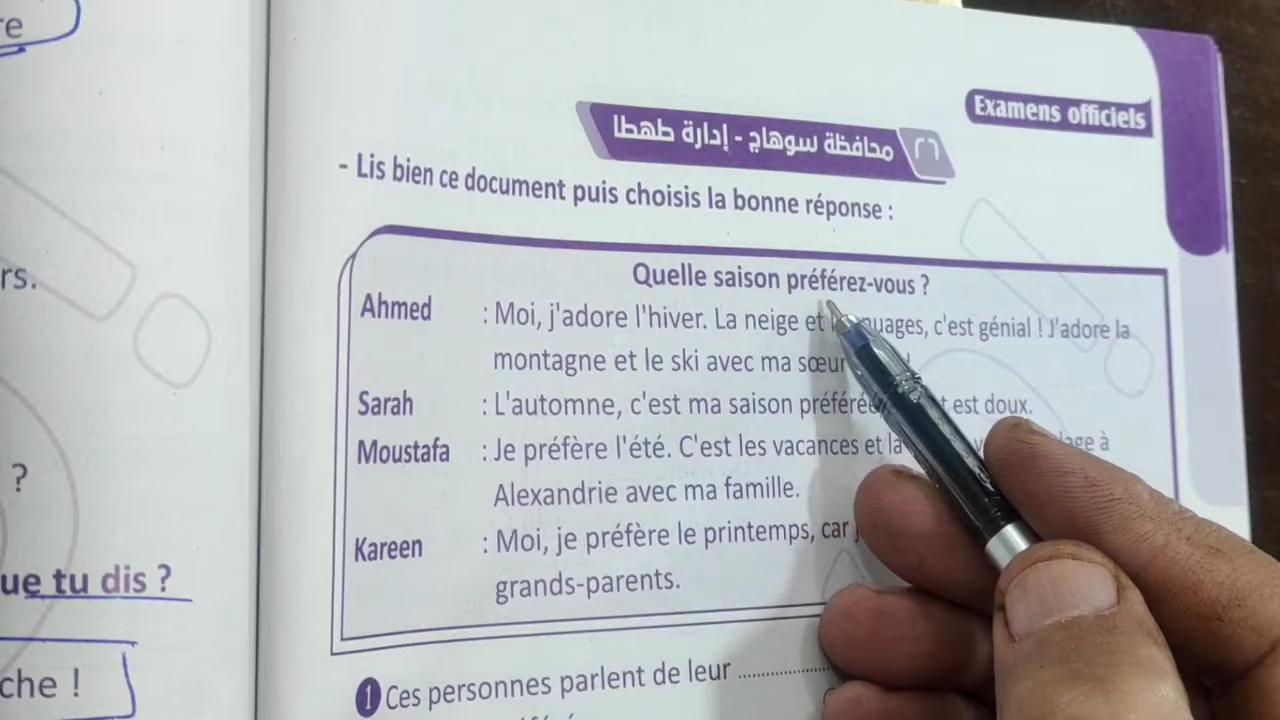 re
rs.
?
ue tu dis ?
che !
Examens officiels
٢٦ محافظة سوهاج - إدارة طهطا
- Lis bien ce document puis choisis la bonne réponse :
Quelle saison préférez-vous ?
Ahmed : Moi, j'adore l'hiver. La neige et nuages, c'est génial ! J'adore la
montagne et le ski avec ma sœur
Sarah : L'automne, c'est ma saison préférée, est doux.
Moustafa : Je préfère l'été. C'est les vacances et la à
Alexandrie avec ma famille.
Kareen : Moi, je préfère le printemps, car
grands-parents.
1 Ces personnes parlent de leur ...............